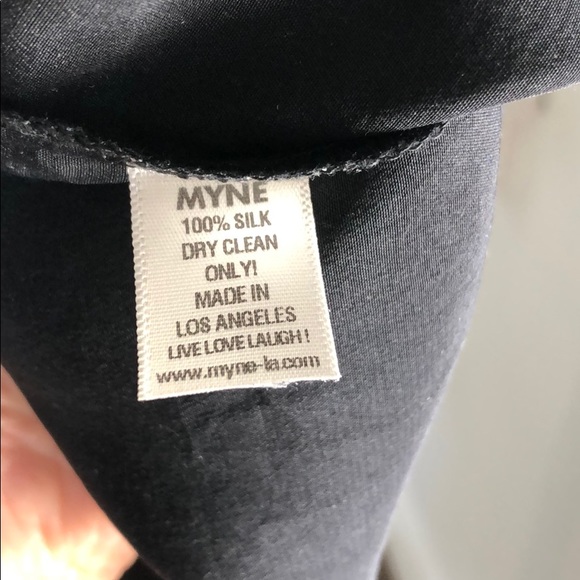 MYNE
100% SILK
DRY CLEAN
ONLY!
MADE IN
LOS ANGELES
LIVE LOVE LAUGH!
www.myne-la.com